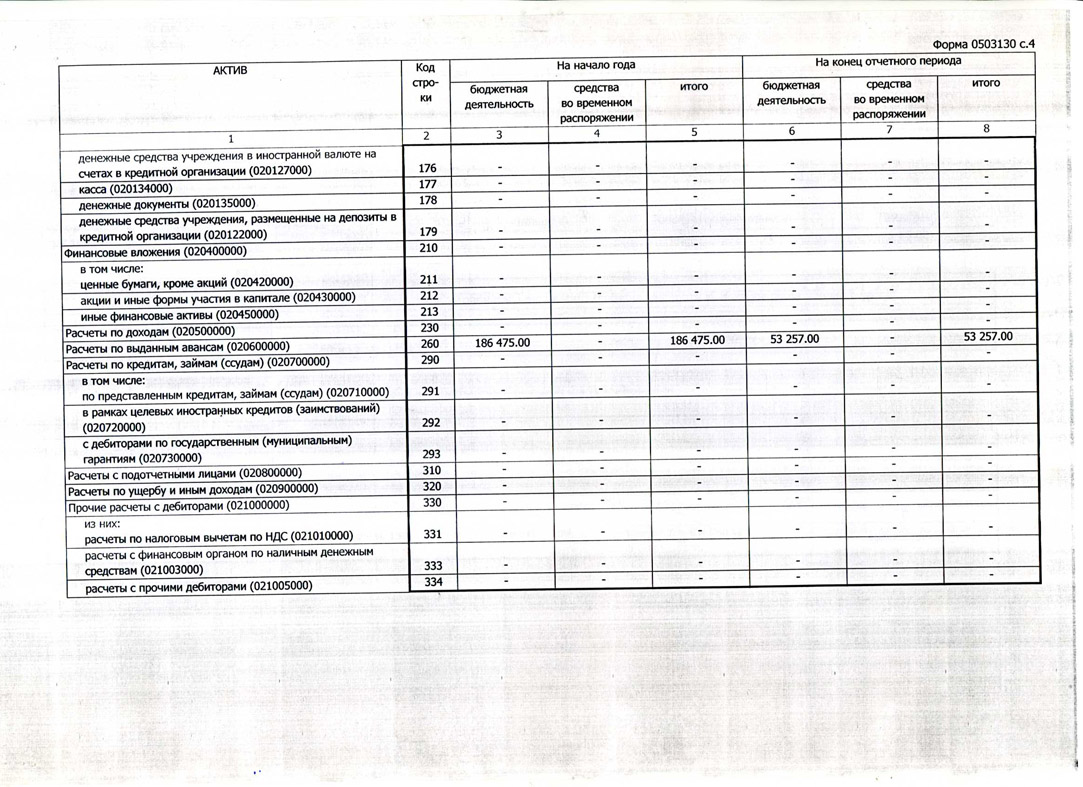 Форма 0503130 с.4
АКТИВ
Код
стро-
ки
На начало года
На конец отчетного периода
бюджетная
деятельность
средства
во временном
распоряжении
итого
бюджетная
деятельность
средства
во временном
распоряжении
итого
1 2 3 4 5 6 7 8
денежные средства учреждения в иностранной валюте на
счетах в кредитной организации (020127000) 176 - - - - - -
касса (020134000) 177 - - - - - -
денежные документы (020135000) 178 - - - - - -
денежные средства учреждения, размещенные на депозиты в
кредитной организации (020122000) 179 - - - - - -
Финансовые вложения (020400000) 210 - - - - - -
в том числе:
ценные бумаги, кроме акций (020420000) 211 - - - - - -
акции и иные формы участия в капитале (020430000) 212 - - - - - -
иные финансовые активы (020450000) 213 - - - - - -
Расчеты по доходам (020500000) 230 - - - - - -
Расчеты по выданным авансам (020600000) 260 186 475.00 - 186 475.00 53 257.00 - 53 257.00
Расчеты по кредитам, займам (ссудам) (020700000) 290 - - - - - -
в том числе:
по представленным кредитам, займам (ссудам) (020710000) 291 - - - - - -
в рамках целевых иностранных кредитов (заимствований)
(020720000) 292 - - - - - -
с дебиторами по государственным (муниципальным)
гарантиям (020730000) 293 - - - - - -
Расчеты с подотчетными лицами (020800000) 310 - - - - - -
Расчеты по ущербу и иным доходам (020900000) 320 - - - - - -
Прочие расчеты с дебиторами (021000000) 330 - - - - - -
из них:
расчеты по налоговым вычетам по НДС (021010000) 331 - - - - - -
расчеты с финансовым органом по наличным денежным
средствам (021003000) 333 - - - - - -
расчеты с прочими дебиторами (021005000) 334 - - - - - -